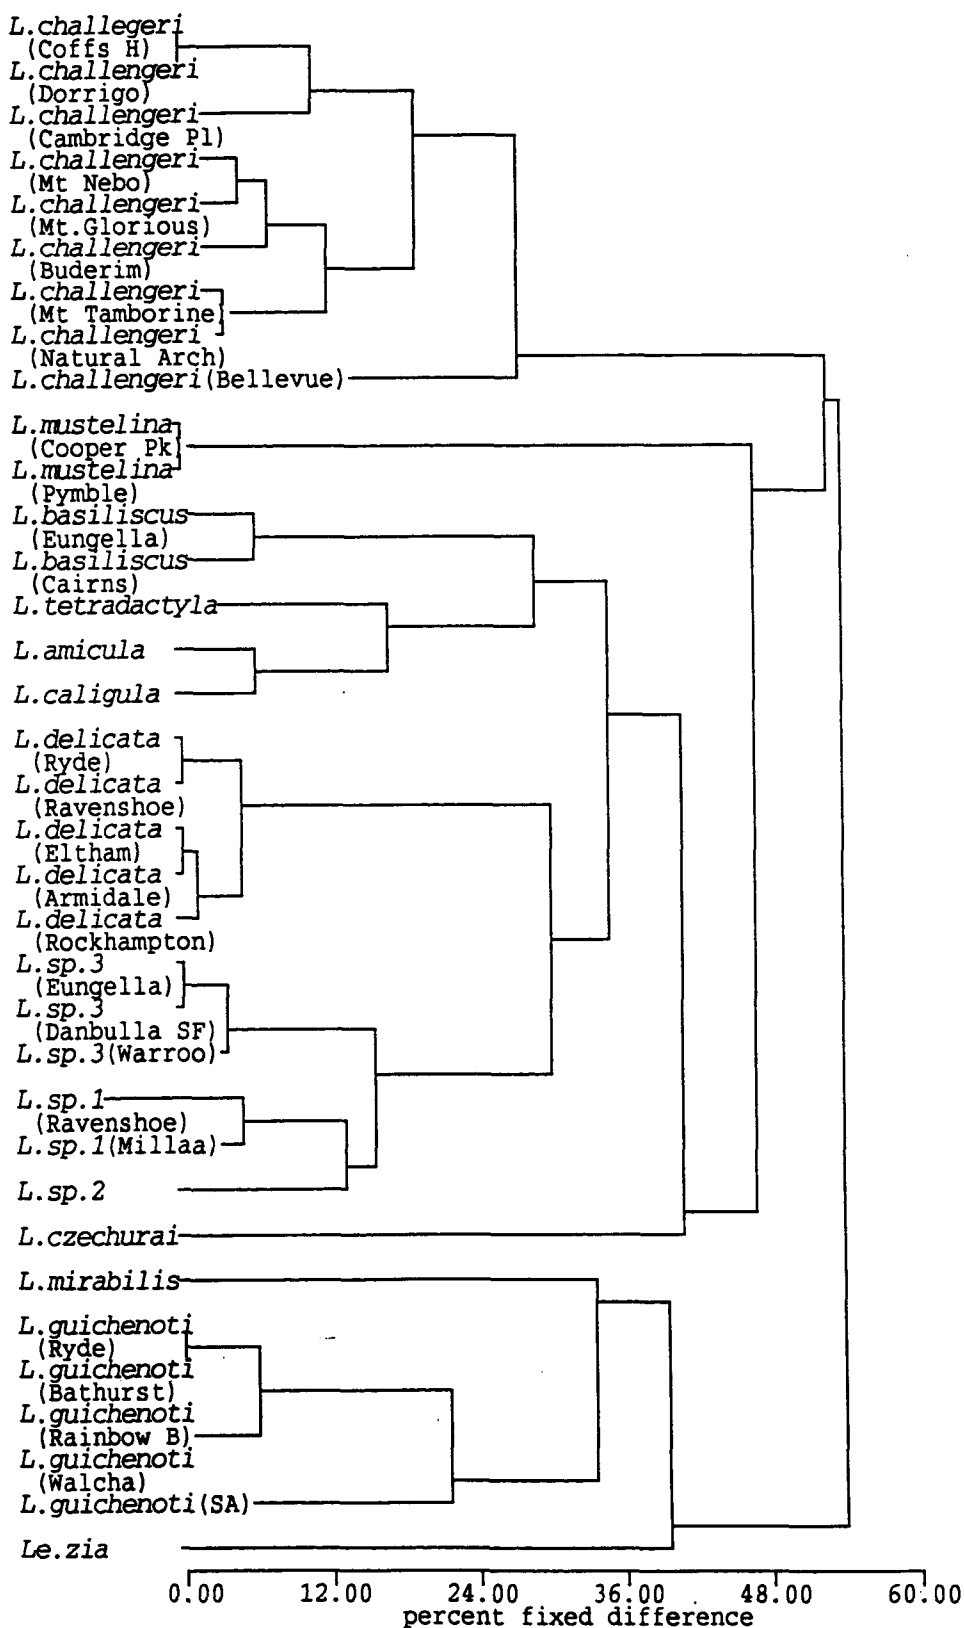 L.challegeri
(Coffs H)
L.challengeri
(Dorrigo)
L.challengeri
(Cambridge Pl)
L.challengeri
(Mt Nebo)
L.challengeri
(Mt.Glorious)
L.challengeri
(Buderim)
L.challengeri
(Mt Tamborine)
L.challengeri
(Natural Arch)
L.challengeri(Bellevue)
L.mustelina
(Cooper Pk)
L.mustelina
(Pymble)
L.basiliscus
(Eungella)
L.basiliscus
(Cairns)
L.tetradactyla
L.amicula
L.caligula
L.delicata
(Ryde)
L.delicata
(Ravenshoe)
L.delicata
(Eltham)
L.delicata
(Armidale)
L.delicata
(Rockhampton)
L.sp.3
(Eungella)
L.sp.3
(Danbulla SF)
L.sp.3(Warroo)
L.sp.1
(Ravenshoe)
L.sp.1(Millaa)
L.sp.2
L.czechurai
L.mirabilis
L.guichenoti
(Ryde)
L.guichenoti
(Bathurst)
L.guichenoti
(Rainbow B)
L.guichenoti
(Walcha)
L.guichenoti(SA)
Le.zia
0.00 12.00 24.00 36.00 48.00 60.00
percent fixed difference